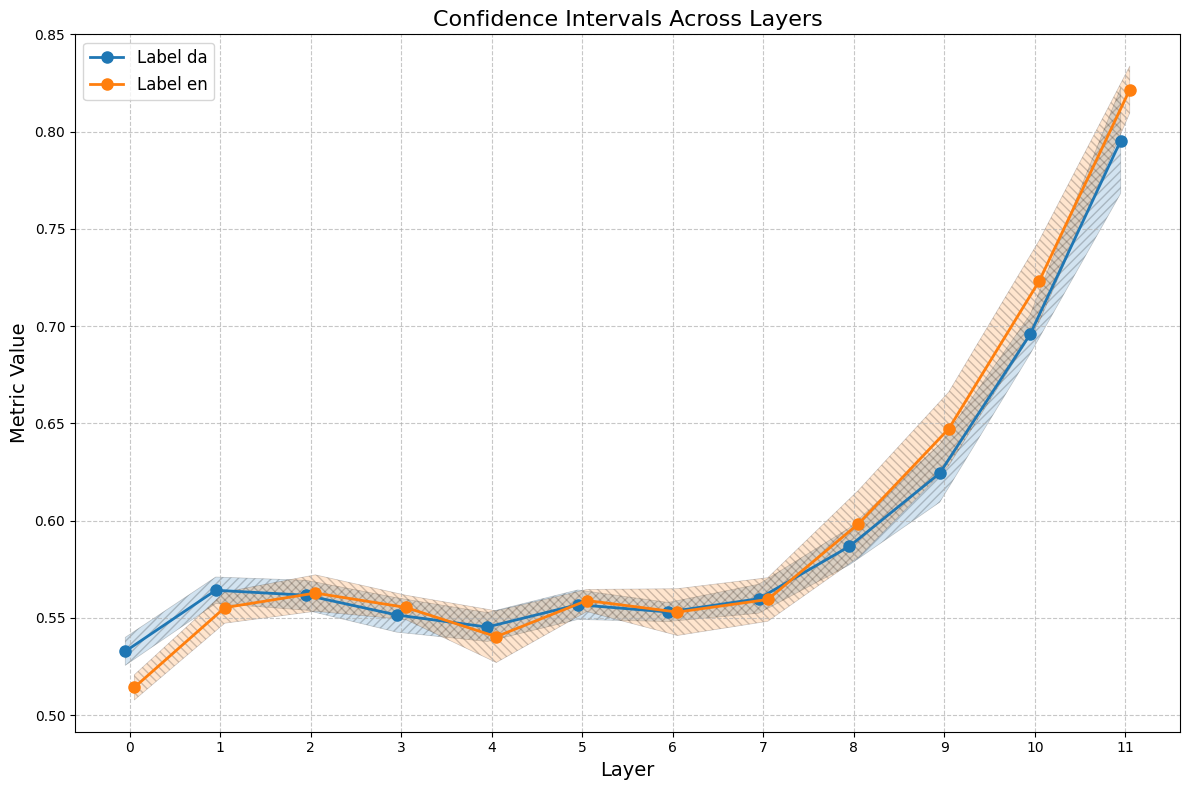 Confidence Intervals Across Layers
Label da
Label en
Metric Value
0.85
0.80
0.75
0.70
0.65
0.60
0.55
0.50
0 1 2 3 4 5 6 7 8 9 10 11
Layer